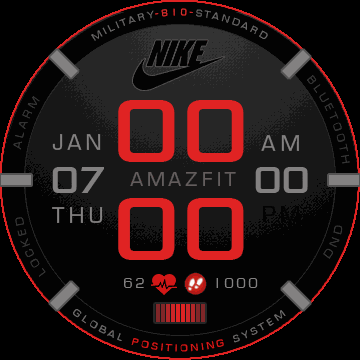 MILITARY-BIO-STANDARD
NIKE
ALARM
BLUETOOTH
00
JAN
AM
07
AMAZFIT
00
THU
PM
00
LOCKED
DND
62
1000
GLOBAL POSITIONING SYSTEM